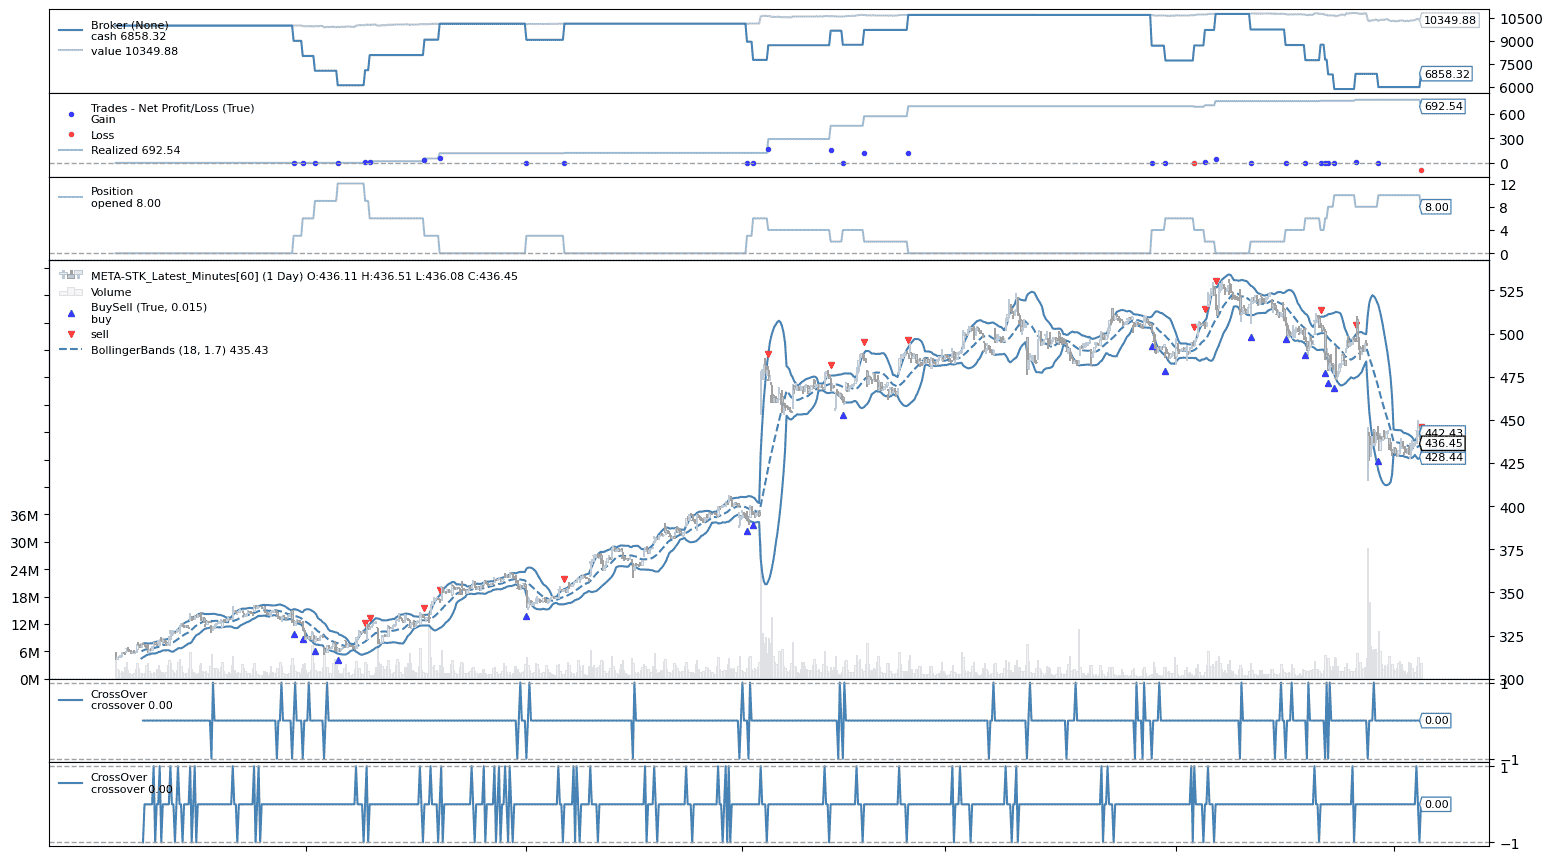 Broker (None)
cash 6858.32
value 10349.88
10349.88
6858.32
10500
9000
7500
6000
Trades - Net Profit/Loss (True)
Gain
Loss
Realized 692.54
692.54
600
300
0
Position
opened 8.00
8.00
12
8
4
0
META-STK_Latest_Minutes[60] (1 Day) O:436.11 H:436.51 L:436.08 C:436.45
Volume
BuySell (True, 0.015)
buy
sell
BollingerBands (18, 1.7) 435.43
525
500
475
450
425
400
375
350
325
300
442.43
436.45
428.44
36M
30M
24M
18M
12M
6M
0M
CrossOver
crossover 0.00
0.00
1
−1
CrossOver
crossover 0.00
0.00
1
−1